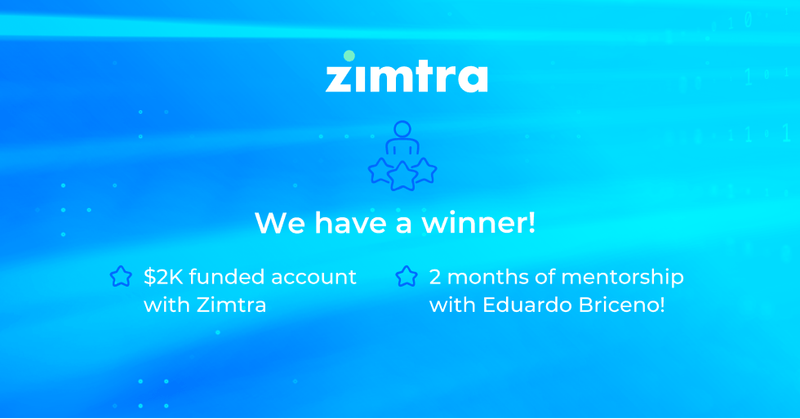 zimtra
We have a winner!
$2K funded account
with Zimtra
2 months of mentorship
with Eduardo Briceno!